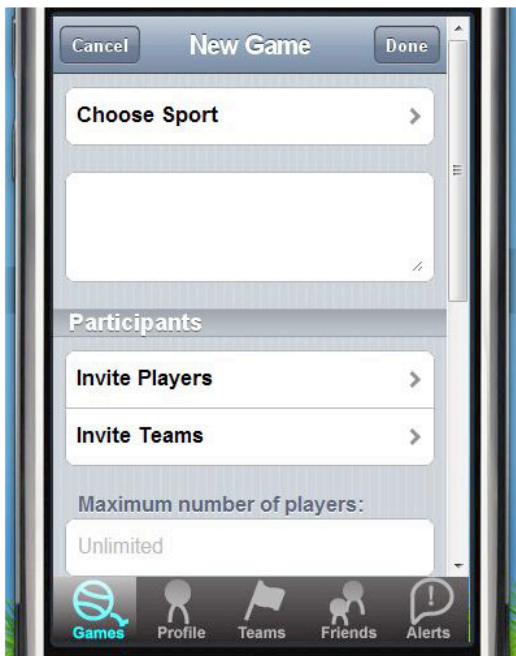 Cancel New Game Done
Choose Sport
Participants
Invite Players
Invite Teams
Maximum number of players:
Unlimited
Games Profile Teams Friends Alerts